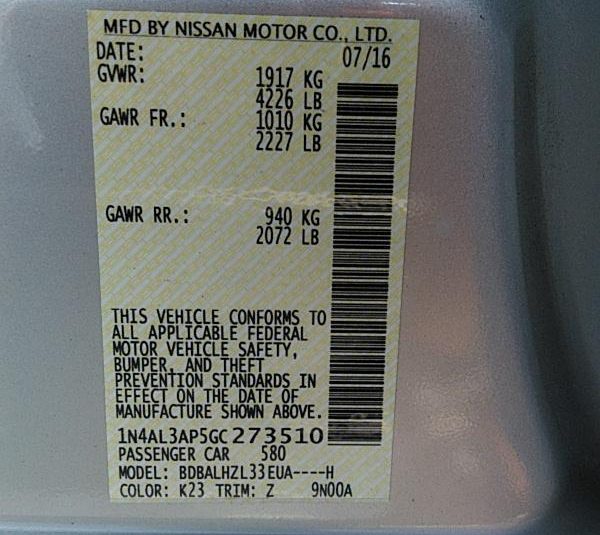 MFD BY NISSAN MOTOR CO., LTD.
DATE: 07/16
GVWR: 1917 KG
4226 LB
GAWR FR.: 1010 KG
2227 LB
GAWR RR.: 940 KG
2072 LB
THIS VEHICLE CONFORMS TO
ALL APPLICABLE FEDERAL
MOTOR VEHICLE SAFETY,
BUMPER, AND THEFT
PREVENTION STANDARDS IN
EFFECT ON THE DATE OF
MANUFACTURE SHOWN ABOVE.
1N4AL3AP5GC273510
PASSENGER CAR 580
MODEL: BDBALHZL33EUA----H
COLOR: K23 TRIM: Z 9N00A